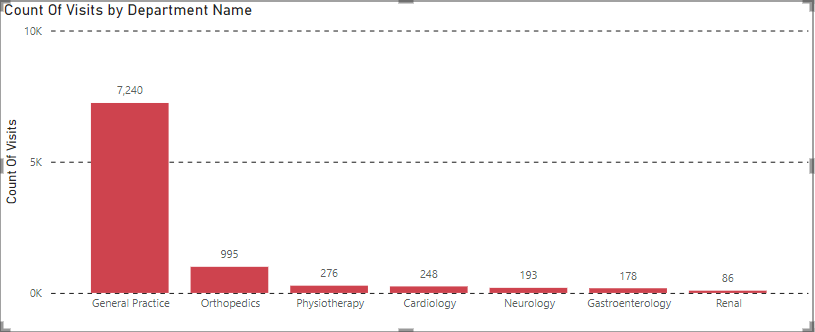 Count Of Visits by Department Name
10K
7,240
5K
Count Of Visits
995
276
248
193
178
86
0K
General Practice
Orthopedics
Physiotherapy
Cardiology
Neurology
Gastroenterology
Renal